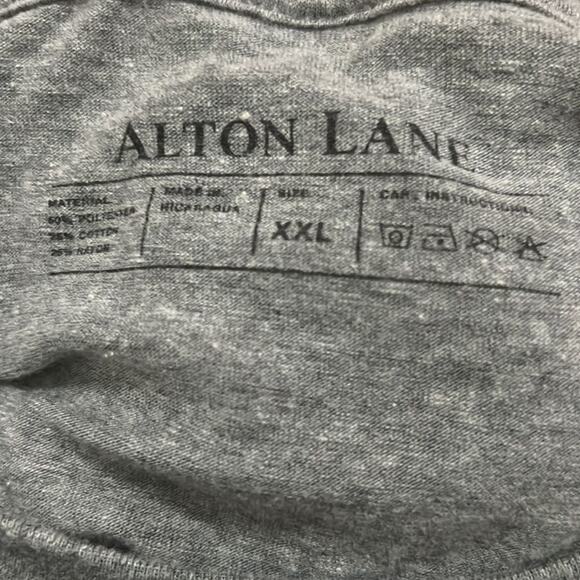 ALTON LANE
MATERIAL
50% POLYESTER
25% COTTON
25% RAYON
MADE IN
NICARAGUA
SIZE
XXL
CARE INSTRUCTIONS